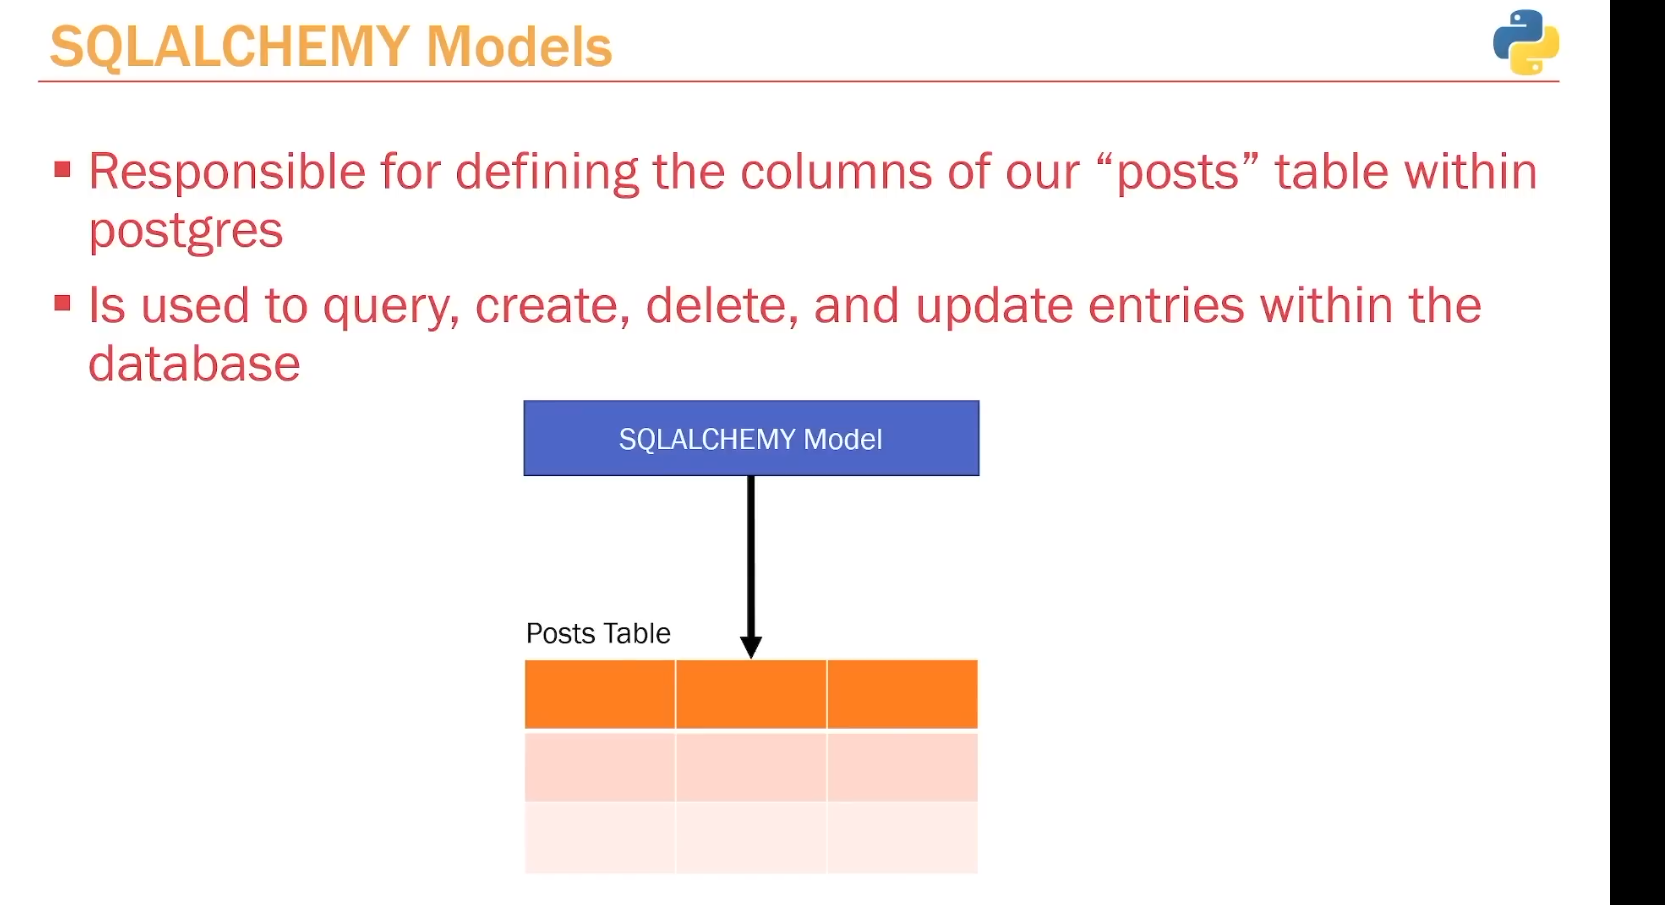 SQLALCHEMY Models
Responsible for defining the columns of our “posts” table within
postgres
Is used to query, create, delete, and update entries within the
database
SQLALCHEMY Model
Posts Table